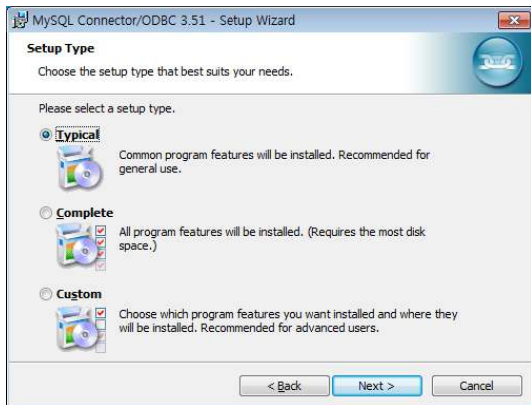 MySQL Connector/ODBC 3.51 - Setup Wizard
Setup Type
Choose the setup type that best suits your needs.
Please select a setup type.
Typical
Common program features will be installed. Recommended for
general use.
Complete
All program features will be installed. (Requires the most disk
space.)
Custom
Choose which program features you want installed and where they
will be installed. Recommended for advanced users.
< Back Next > Cancel